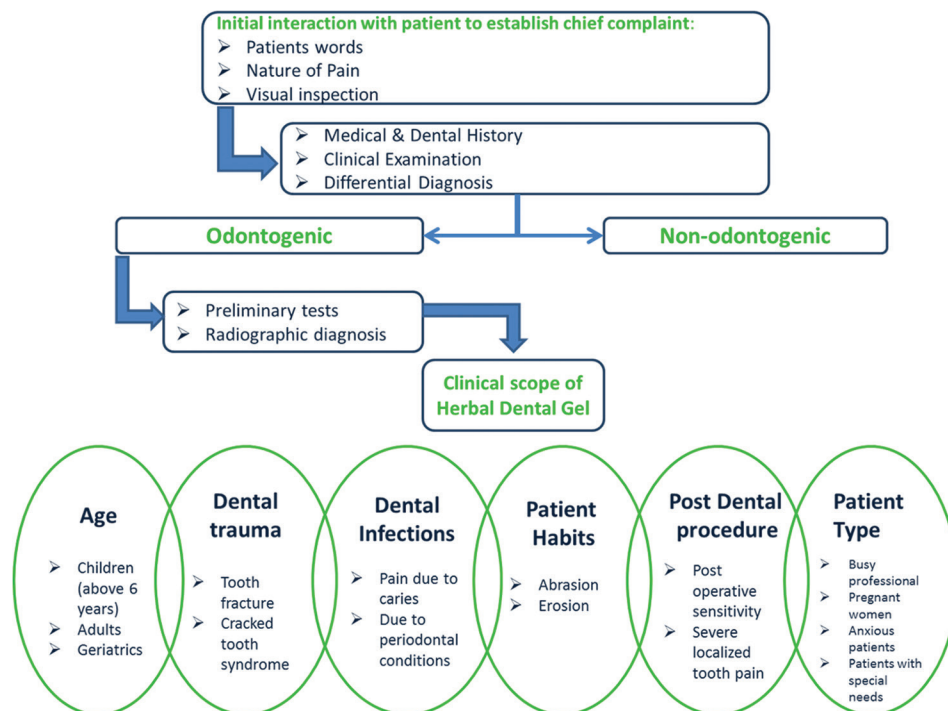 Initial interaction with patient to establish chief complaint:
➢ Patients words
➢ Nature of Pain
➢ Visual inspection
➢ Medical & Dental History
➢ Clinical Examination
➢ Differential Diagnosis
Odontogenic
Non-odontogenic
➢ Preliminary tests
➢ Radiographic diagnosis
Clinical scope of
Herbal Dental Gel
Age
➢ Children
(above 6
years)
➢ Adults
➢ Geriatrics
Dental
trauma
➢ Tooth
fracture
➢ Cracked
tooth
syndrome
Dental
Infections
➢ Pain due to
caries
➢ Due to
periodontal
conditions
Patient
Habits
➢ Abrasion
➢ Erosion
Post Dental
procedure
➢ Post
operative
sensitivity
➢ Severe
localized
tooth pain
Patient
Type
➢ Busy
professional
➢ Pregnant
women
➢ Anxious
patients
➢ Patients with
special
needs